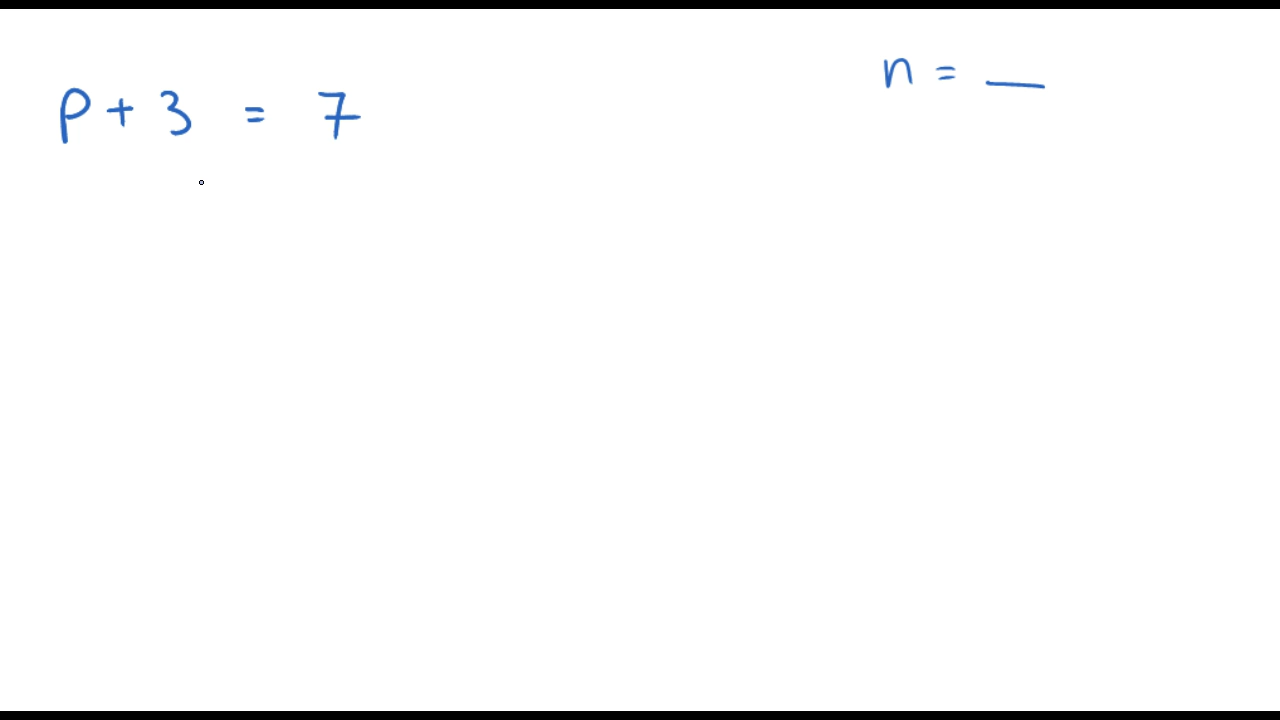 p + 3 = 7
n = __